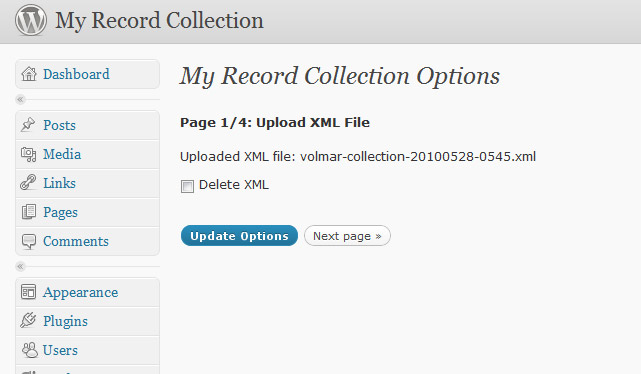 My Record Collection
Dashboard
Posts
Media
Links
Pages
Comments
Appearance
Plugins
Users
My Record Collection Options
Page 1/4: Upload XML File
Uploaded XML file: volmar-collection-20100528-0545.xml
Delete XML
Update Options
Next page »